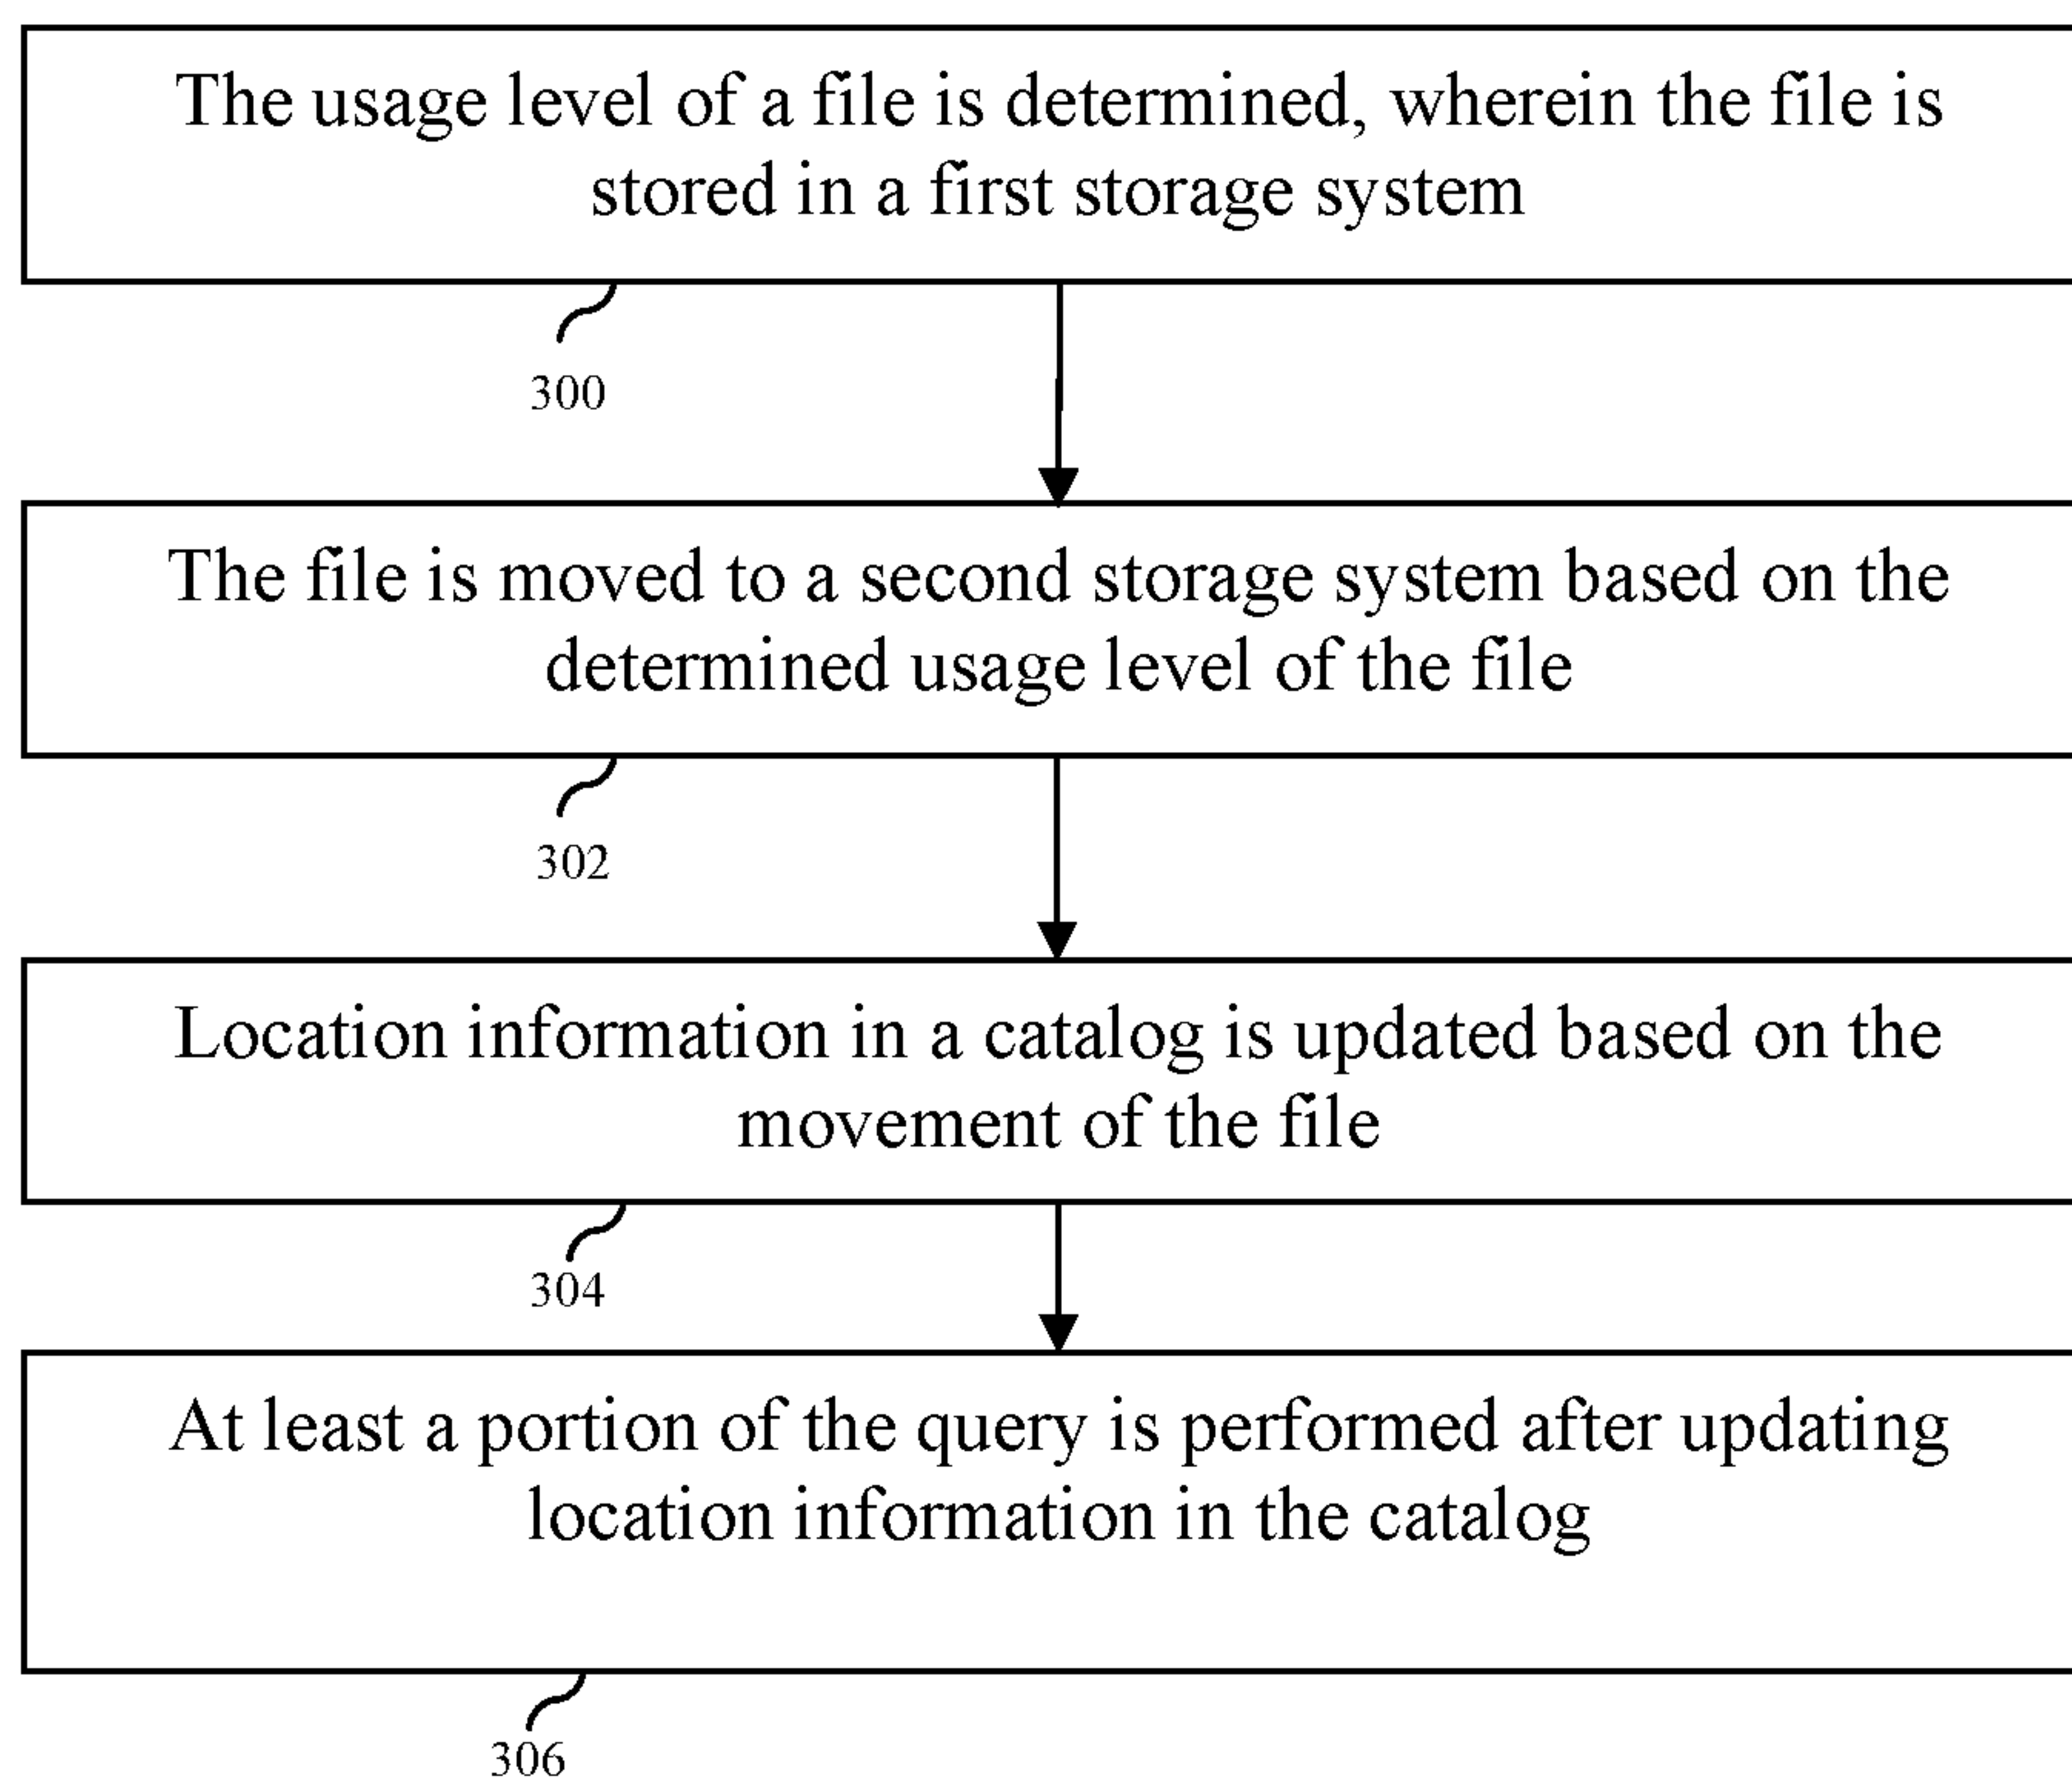 The usage level of a file is determined, wherein the file is
stored in a first storage system
300
The file is moved to a second storage system based on the
determined usage level of the file
302
Location information in a catalog is updated based on the
movement of the file
304
At least a portion of the query is performed after updating
location information in the catalog
306